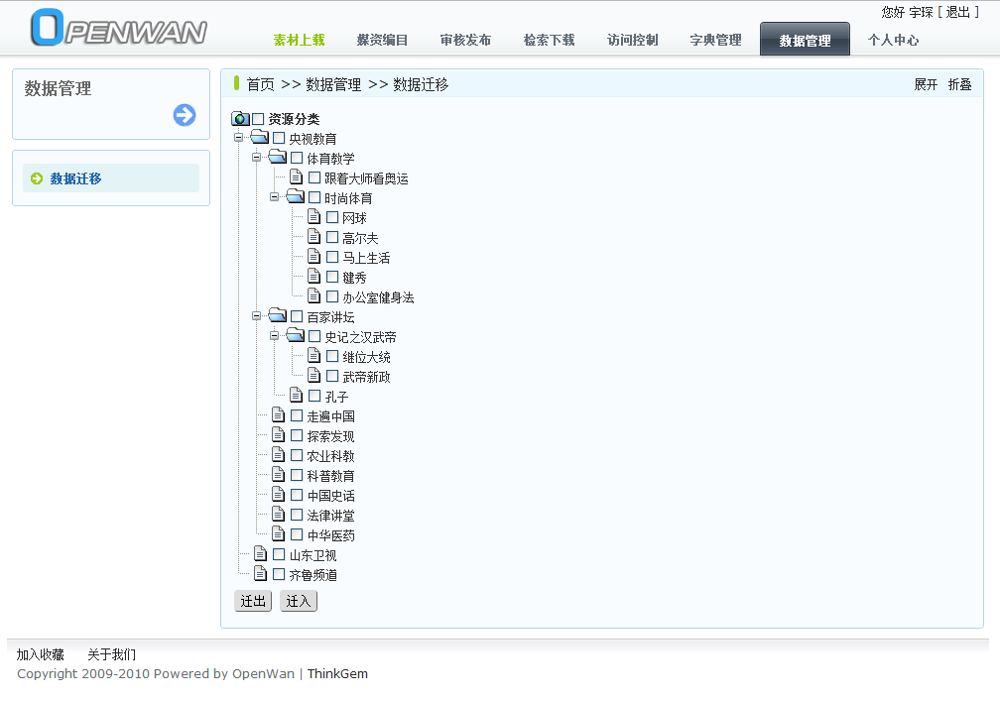 OPENWAN
您好 宇琛 [ 退出 ]
素材上载 媒资编目 审核发布 检索下载 访问控制 字典管理 数据管理 个人中心
数据管理
数据迁移
首页 >> 数据管理 >> 数据迁移
展开 折叠
资源分类
央视教育
体育教学
跟着大师看奥运
时尚体育
网球
高尔夫
马上生活
健秀
办公室健身法
百家讲坛
史记之汉武帝
继位大统
武帝新政
孔子
走遍中国
探索发现
农业科教
科普教育
中国史话
法律讲堂
中华医药
山东卫视
齐鲁频道
迁出 迁入
加入收藏 关于我们
Copyright 2009-2010 Powered by OpenWan | ThinkGem